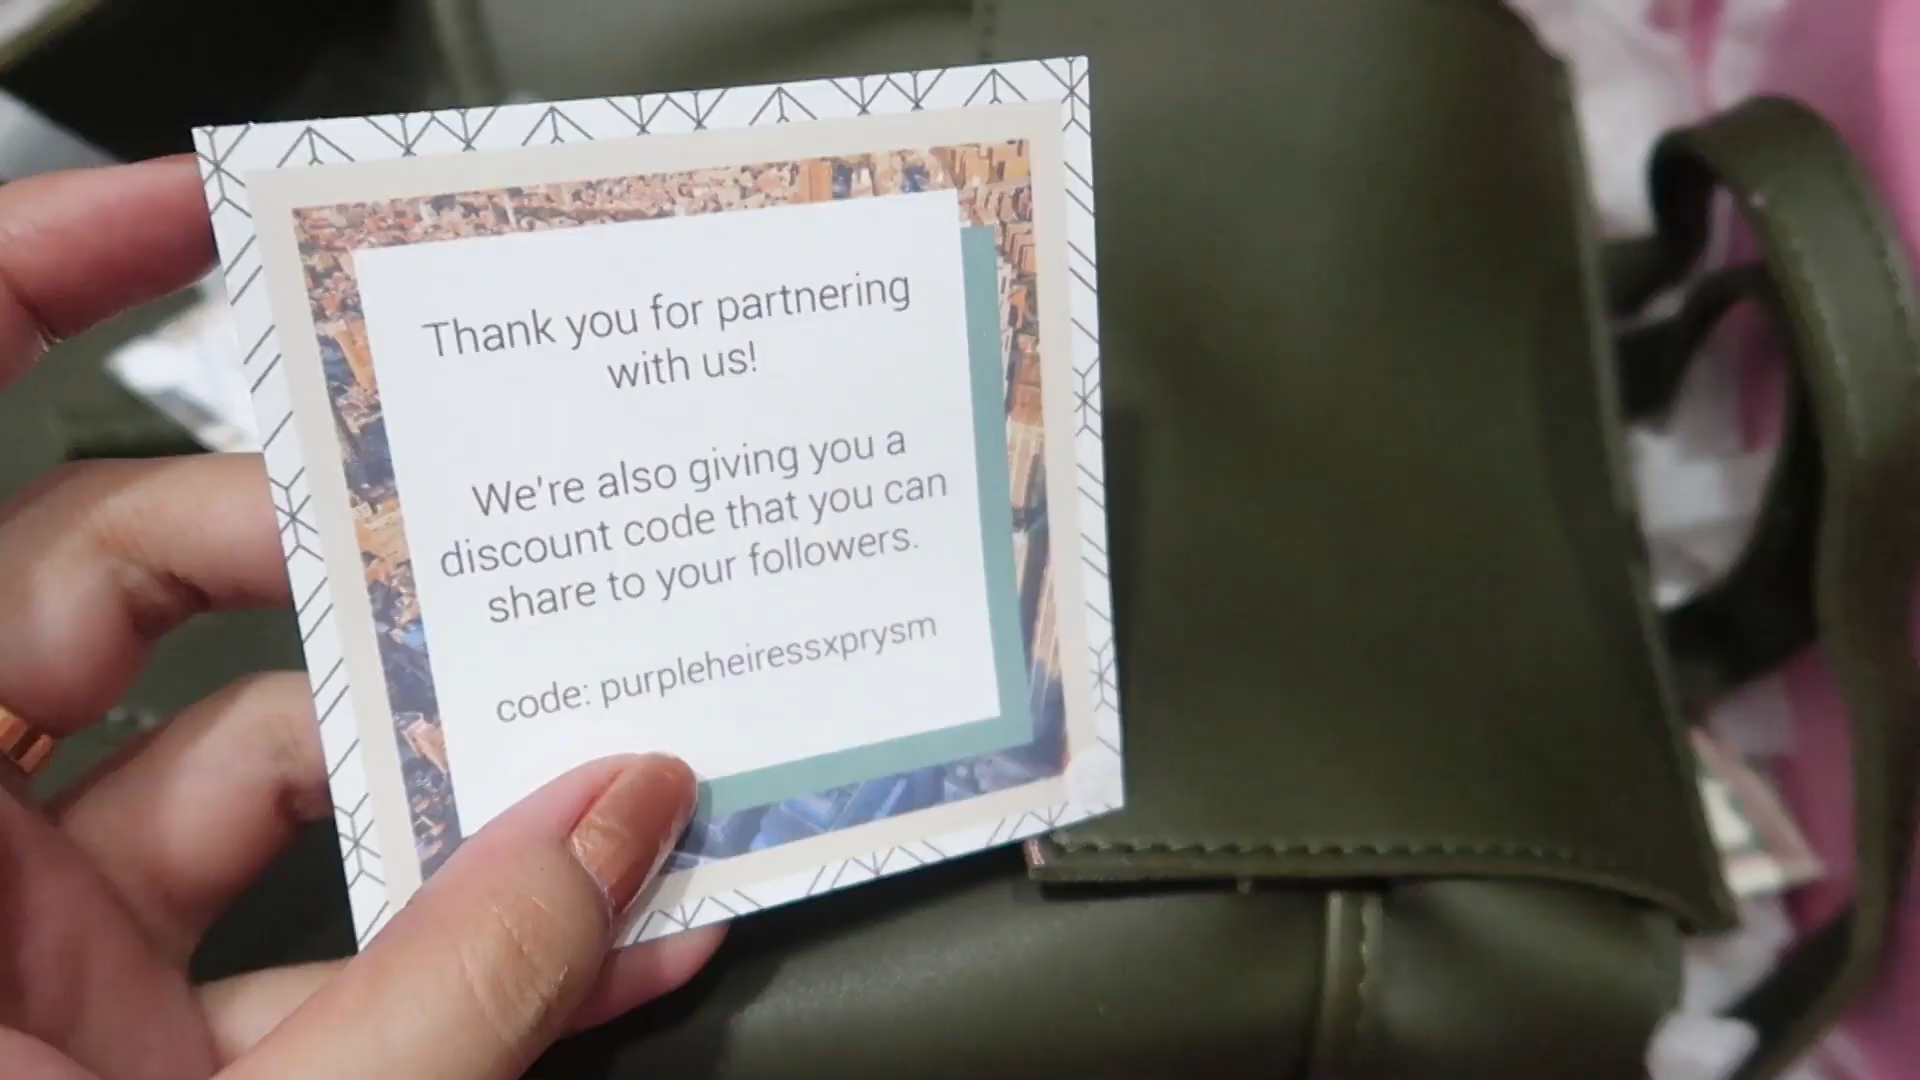 Thank you for partnering
with us!
We're also giving you a
discount code that you can
share to your followers.
code: purpleheiressxprysm